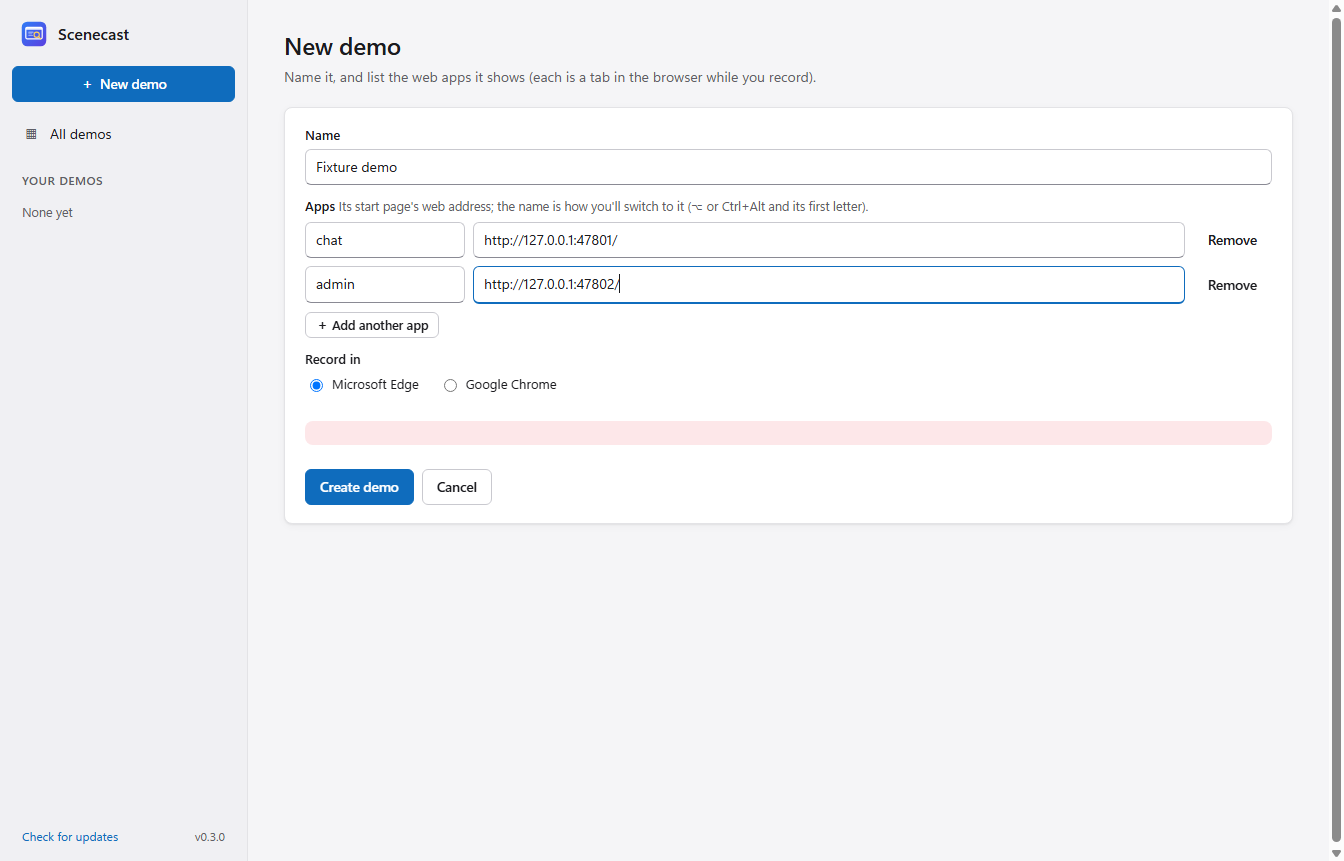 Scenecast
+ New demo
All demos
YOUR DEMOS
None yet
Check for updates
v0.3.0
New demo
Name it, and list the web apps it shows (each is a tab in the browser while you record).
Name
Fixture demo
Apps Its start page's web address; the name is how you'll switch to it (⌥ or Ctrl+Alt and its first letter).
chat http://127.0.0.1:47801/ Remove
admin http://127.0.0.1:47802/ Remove
+ Add another app
Record in
Microsoft Edge Google Chrome
Create demo Cancel